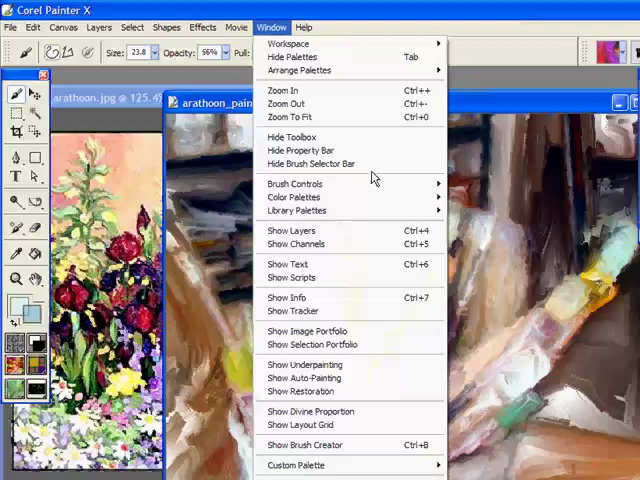 Corel Painter X
File Edit Canvas Layers Select Shapes Effects Movie Window Help
Size: 23.8 Opacity: 56% Pull:
arathoon.jpg @ 125.4%
arathoon_pain
Workspace
Hide Palettes Tab
Arrange Palettes
Zoom In Ctrl++
Zoom Out Ctrl+-
Zoom To Fit Ctrl+0
Hide Toolbox
Hide Property Bar
Hide Brush Selector Bar
Brush Controls
Color Palettes
Library Palettes
Show Layers Ctrl+4
Show Channels Ctrl+5
Show Text Ctrl+6
Show Scripts
Show Info Ctrl+7
Show Tracker
Show Image Portfolio
Show Selection Portfolio
Show Underpainting
Show Auto-Painting
Show Restoration
Show Divine Proportion
Show Layout Grid
Show Brush Creator Ctrl+B
Custom Palette